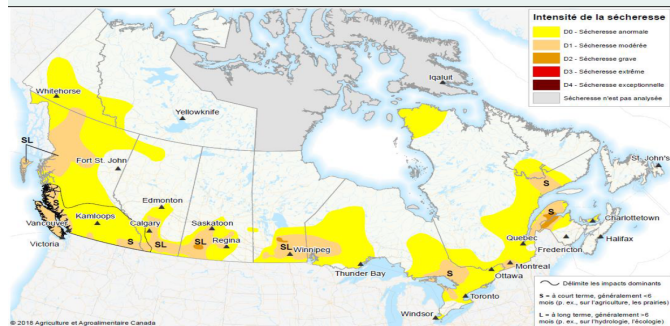 Intensité de la sécheresse
D0 - Sécheresse anormale
D1 - Sécheresse modérée
D2 - Sécheresse grave
D3 - Sécheresse extrême
D4 - Sécheresse exceptionnelle
Sécheresse n'est pas analysée
Whitehorse
Iqaluit
Yellowknife
SL
Fort St. John
St.-John's
S
Edmonton
S
Kamloops
Calgary
Saskatoon
S
Charlottetown
Vancouver
SL
Regina
SL
Winnipeg
Québec
Fredericton
Halifax
Victoria
S
SL
Thunder Bay
S
Montreal
Ottawa
Toronto
Windsor
Délimite les impacts dominants
S = à court terme, généralement <6
mois (p. ex., sur l'agriculture, les prairies)
L = à long terme, généralement >6
mois (p. ex., sur l'hydrologie, l'écologie)
© 2018 Agriculture et Agroalimentaire Canada